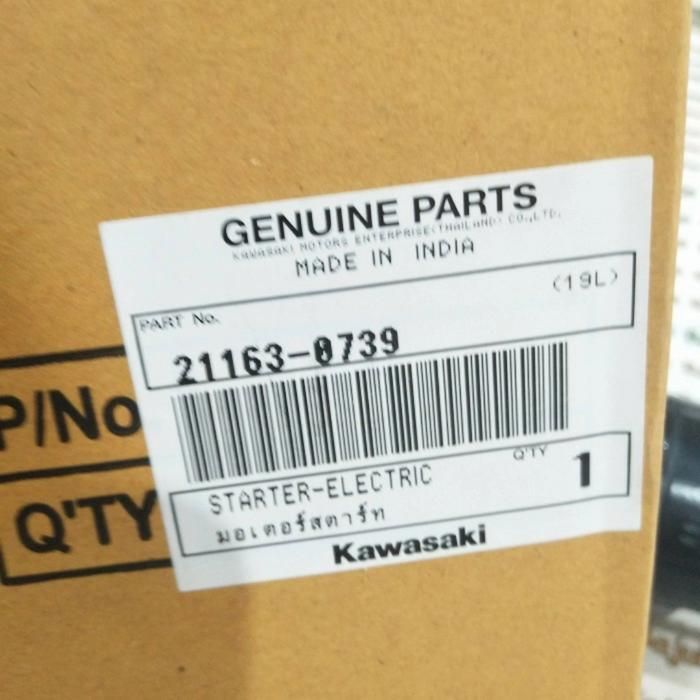 GENUINE PARTS
KAWASAKI MOTORS ENTERPRISE(THAILAND) CO.,LTD.
MADE IN INDIA
PART No.
(19L)
21163-0739
P/No
Q'TY
1
STARTER-ELECTRIC
Q'TY
มอเตอร์สตาร์ท
Kawasaki